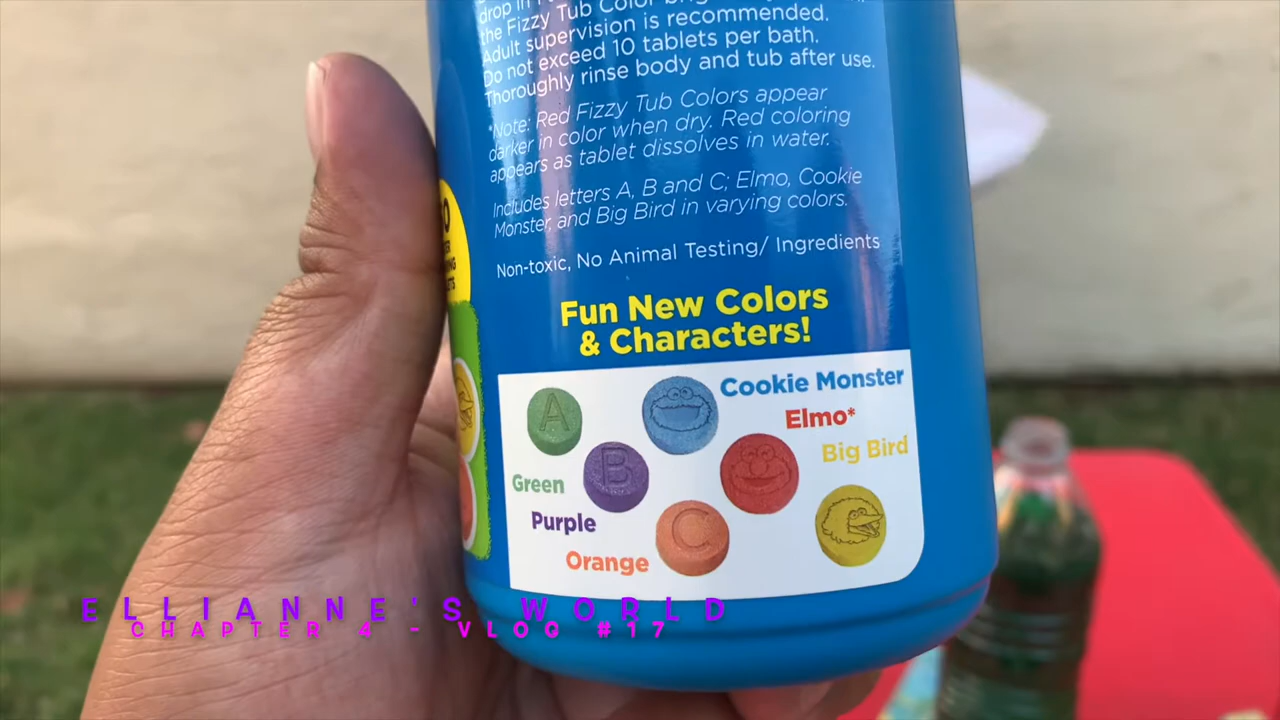 drop in
the Fizzy Tub Color
Adult supervision is recommended.
Do not exceed 10 tablets per bath.
Thoroughly rinse body and tub after use.
*Note: Red Fizzy Tub Colors appear
darker in color when dry. Red coloring
appears as tablet dissolves in water.
Includes letters A, B and C; Elmo, Cookie
Monster, and Big Bird in varying colors.
Non-toxic, No Animal Testing/ Ingredients
Fun New Colors
& Characters!
Cookie Monster
Elmo*
Big Bird
A
B
C
Green
Purple
Orange
ELLIANNE'S WORLD
CHAPTER 4 - VLOG #17